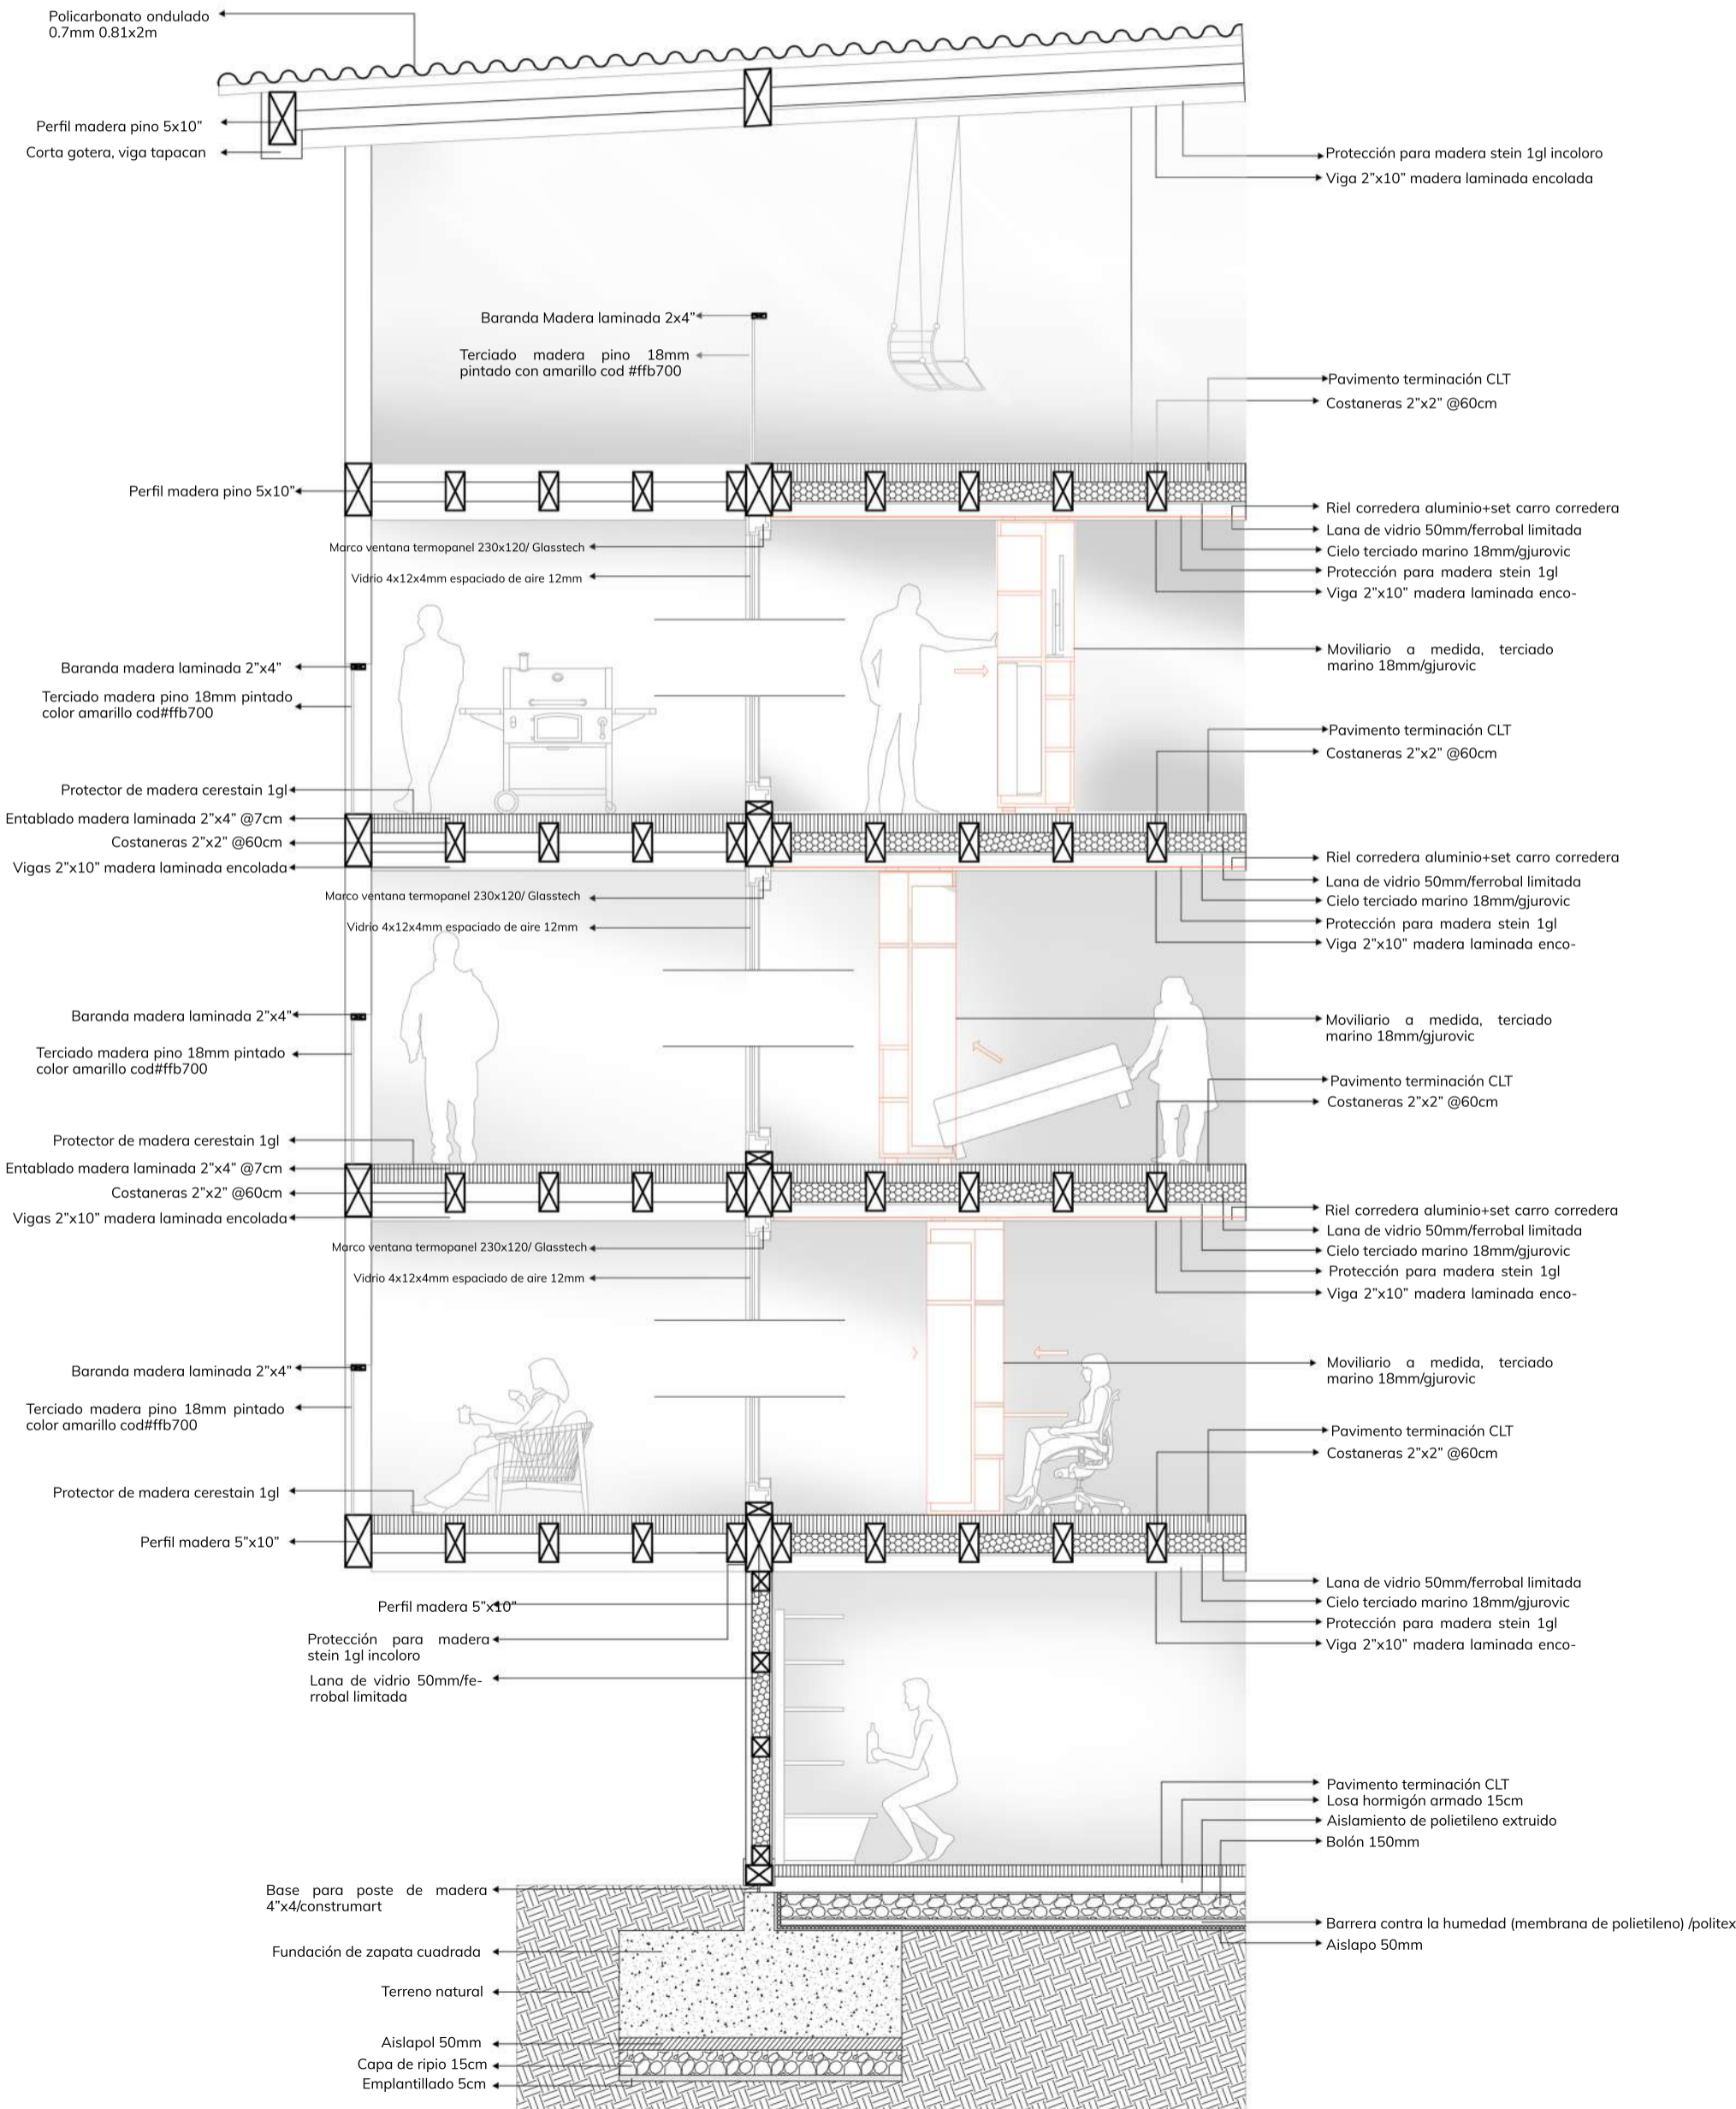 Policarbonato ondulado
0.7mm 0.81x2m
Perfil madera pino 5x10”
Corta gotera, viga tapacan
Protección para madera stein 1gl incoloro
Viga 2”x10” madera laminada encolada
Baranda Madera laminada 2x4”
Terciado madera pino 18mm
pintado con amarillo cod #ffb700
Pavimento terminación CLT
Costaneras 2”x2” @60cm
Perfil madera pino 5x10”
Riel corredera aluminio+set carro corredera
Lana de vidrio 50mm/ferrobal limitada
Cielo terciado marino 18mm/gjurovic
Protección para madera stein 1gl
Viga 2”x10” madera laminada enco-
Marco ventana termopanel 230x120/ Glasstech
Vidrio 4x12x4mm espaciado de aire 12mm
Baranda madera laminada 2”x4”
Terciado madera pino 18mm pintado
color amarillo cod#ffb700
Moviliario a medida, terciado
marino 18mm/gjurovic
Pavimento terminación CLT
Costaneras 2”x2” @60cm
Protector de madera cerestain 1gl
Entablado madera laminada 2”x4” @7cm
Costaneras 2”x2” @60cm
Vigas 2”x10” madera laminada encolada
Riel corredera aluminio+set carro corredera
Lana de vidrio 50mm/ferrobal limitada
Cielo terciado marino 18mm/gjurovic
Protección para madera stein 1gl
Viga 2”x10” madera laminada enco-
Marco ventana termopanel 230x120/ Glasstech
Vidrio 4x12x4mm espaciado de aire 12mm
Baranda madera laminada 2”x4”
Terciado madera pino 18mm pintado
color amarillo cod#ffb700
Moviliario a medida, terciado
marino 18mm/gjurovic
Pavimento terminación CLT
Costaneras 2”x2” @60cm
Protector de madera cerestain 1gl
Entablado madera laminada 2”x4” @7cm
Costaneras 2”x2” @60cm
Vigas 2”x10” madera laminada encolada
Riel corredera aluminio+set carro corredera
Lana de vidrio 50mm/ferrobal limitada
Cielo terciado marino 18mm/gjurovic
Protección para madera stein 1gl
Viga 2”x10” madera laminada enco-
Marco ventana termopanel 230x120/ Glasstech
Vidrio 4x12x4mm espaciado de aire 12mm
Baranda madera laminada 2”x4”
Terciado madera pino 18mm pintado
color amarillo cod#ffb700
Moviliario a medida, terciado
marino 18mm/gjurovic
Pavimento terminación CLT
Costaneras 2”x2” @60cm
Protector de madera cerestain 1gl
Perfil madera 5”x10”
Lana de vidrio 50mm/ferrobal limitada
Cielo terciado marino 18mm/gjurovic
Protección para madera stein 1gl
Viga 2”x10” madera laminada enco-
Perfil madera 5”x10”
Protección para madera
stein 1gl incoloro
Lana de vidrio 50mm/fe-
rrobal limitada
Pavimento terminación CLT
Losa hormigón armado 15cm
Aislamiento de polietileno extruido
Bolón 150mm
Base para poste de madera
4”x4/construmart
Barrera contra la humedad (membrana de polietileno) /politex
Aislapo 50mm
Fundación de zapata cuadrada
Terreno natural
Aislapol 50mm
Capa de ripio 15cm
Emplantillado 5cm